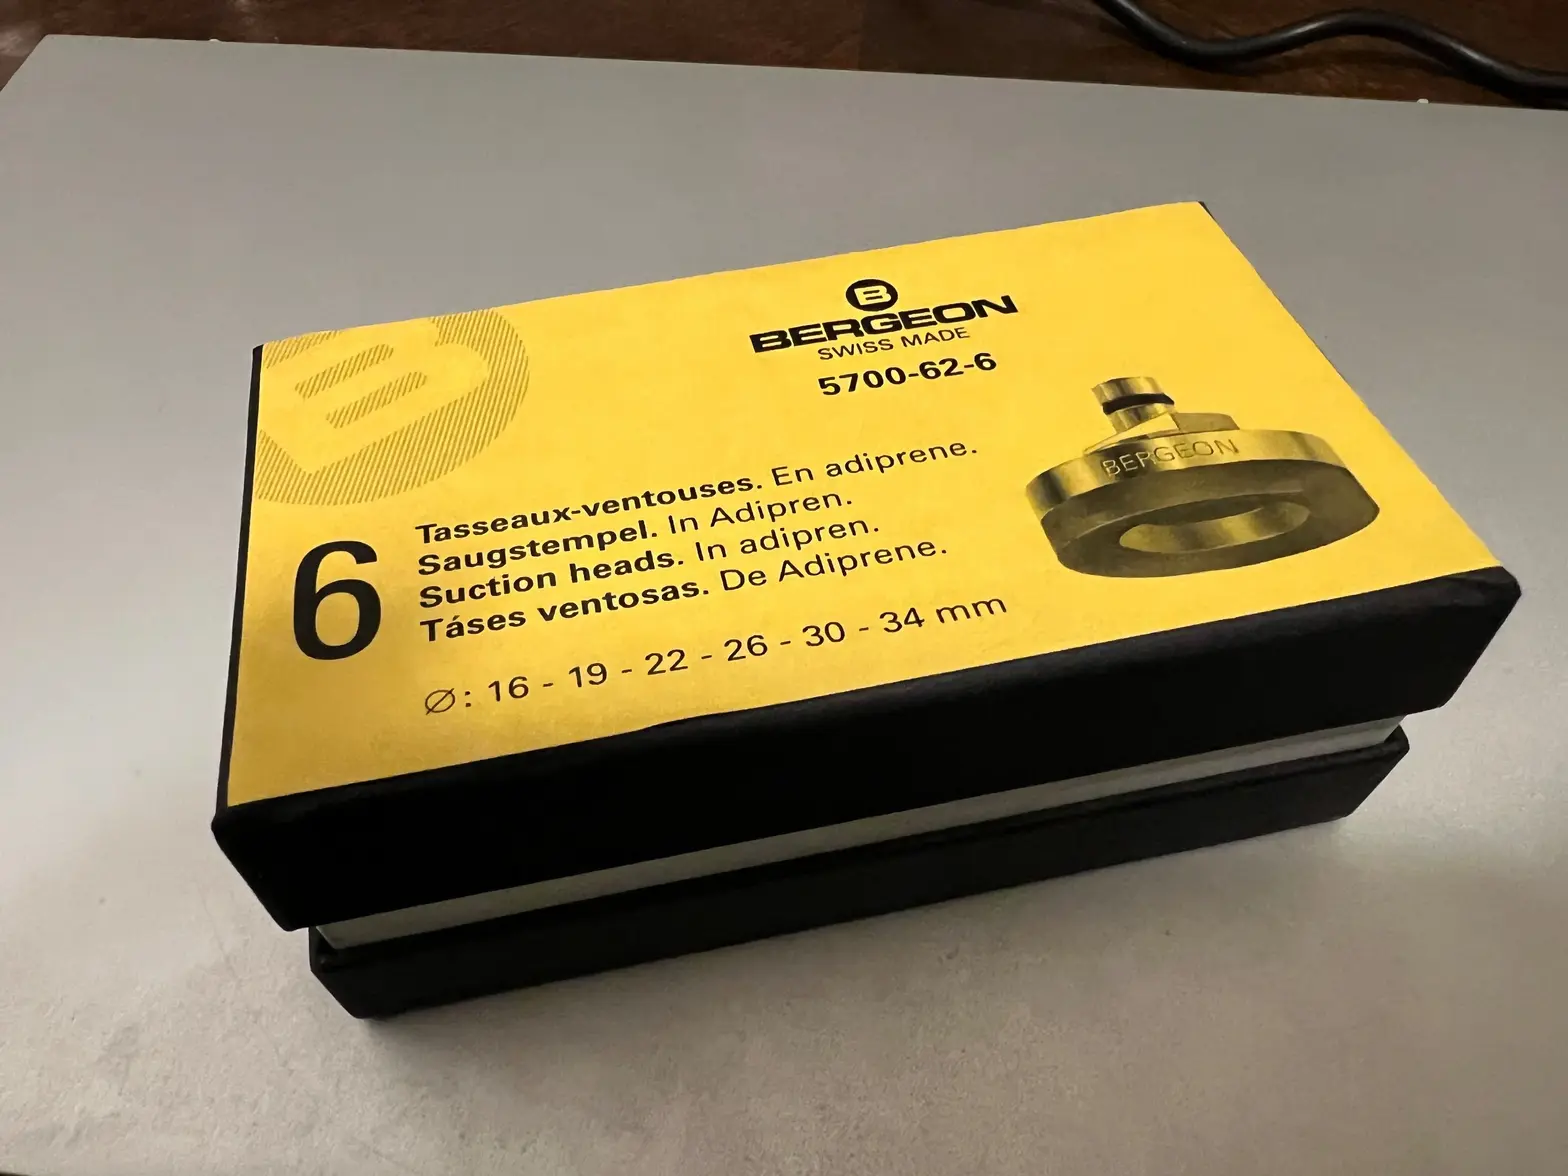 B
BERGEON
SWISS MADE
5700-62-6
BERGEON
6
Tasseaux-ventouses. En adiprene.
Saugstempel. In Adipren.
Suction heads. In adipren.
Táses ventosas. De Adiprene.
∅: 16 - 19 - 22 - 26 - 30 - 34 mm